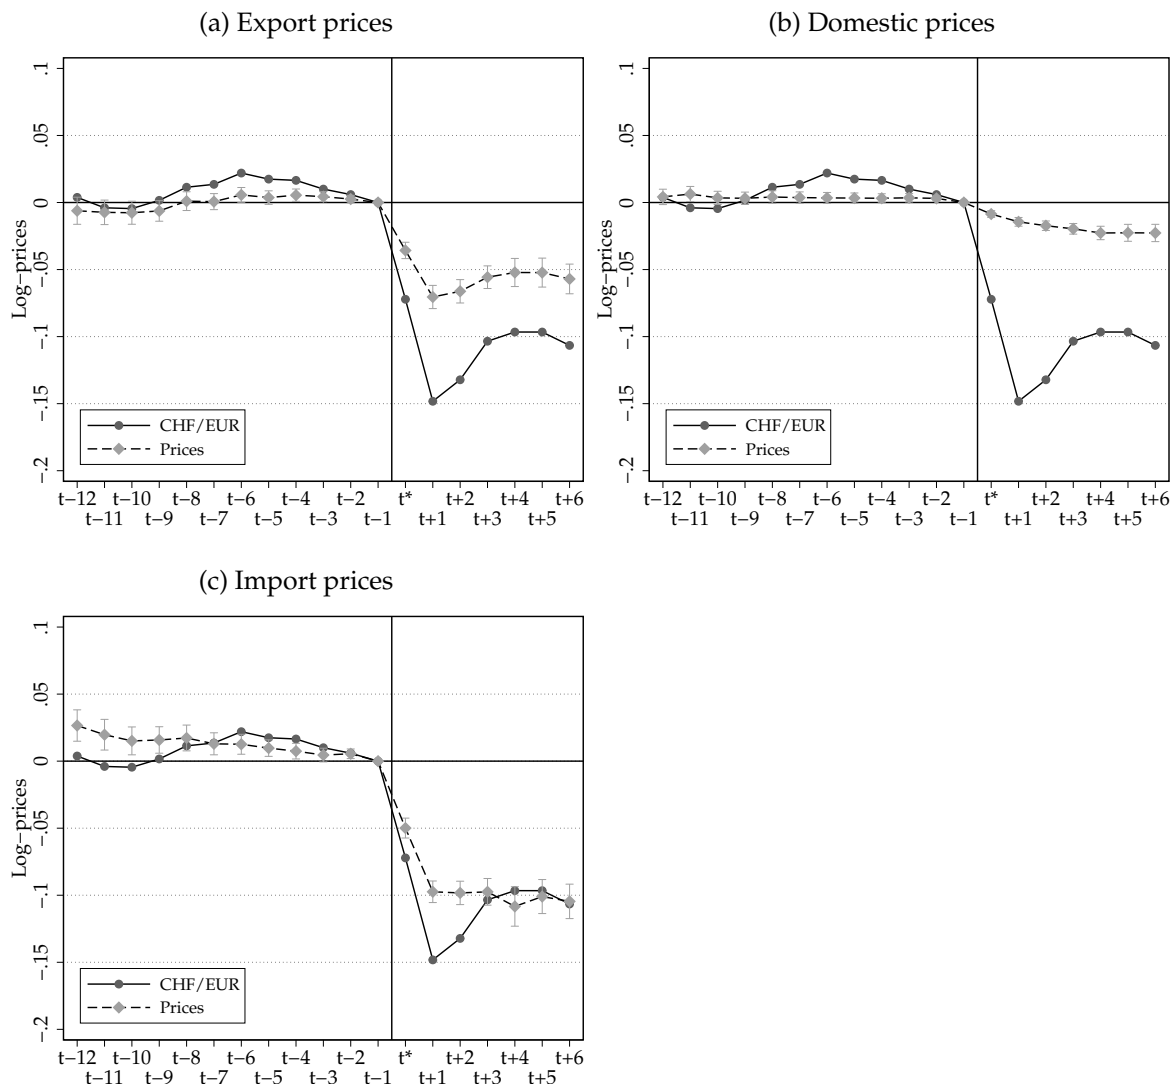 (a) Export prices
Log−prices
.1
.05
0
−.05
−.1
−.15
−.2
CHF/EUR
Prices
t−12 t−10 t−8 t−6 t−4 t−2 t* t+2 t+4 t+6
t−11 t−9 t−7 t−5 t−3 t−1 t+1 t+3 t+5
(b) Domestic prices
Log−prices
.1
.05
0
−.05
−.1
−.15
−.2
CHF/EUR
Prices
t−12 t−10 t−8 t−6 t−4 t−2 t* t+2 t+4 t+6
t−11 t−9 t−7 t−5 t−3 t−1 t+1 t+3 t+5
(c) Import prices
Log−prices
.1
.05
0
−.05
−.1
−.15
−.2
CHF/EUR
Prices
t−12 t−10 t−8 t−6 t−4 t−2 t* t+2 t+4 t+6
t−11 t−9 t−7 t−5 t−3 t−1 t+1 t+3 t+5